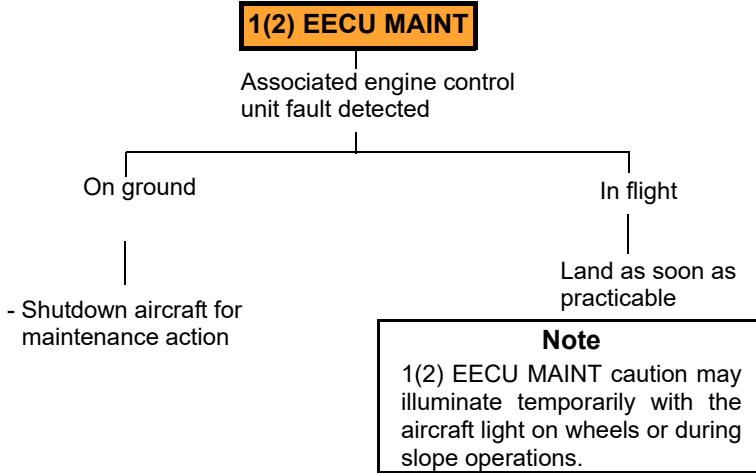 1(2) EECU MAINT
Associated engine control
unit fault detected
On ground
In flight
- Shutdown aircraft for
maintenance action
Land as soon as
practicable
Note
1(2) EECU MAINT caution may
illuminate temporarily with the
aircraft light on wheels or during
slope operations.